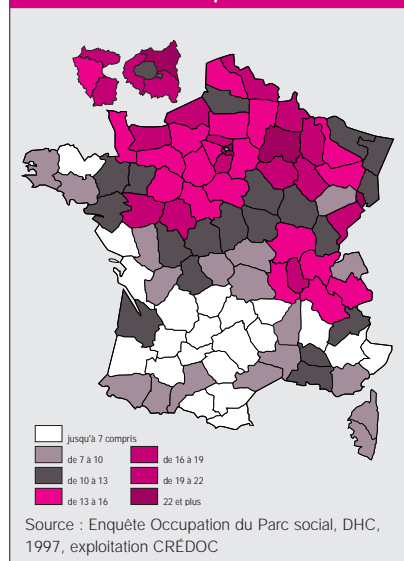 jusqu'à 7 compris
de 7 à 10
de 10 à 13
de 13 à 16
de 16 à 19
de 19 à 22
22 et plus
Source : Enquête Occupation du Parc social, DHC,
1997, exploitation CRÉDOC